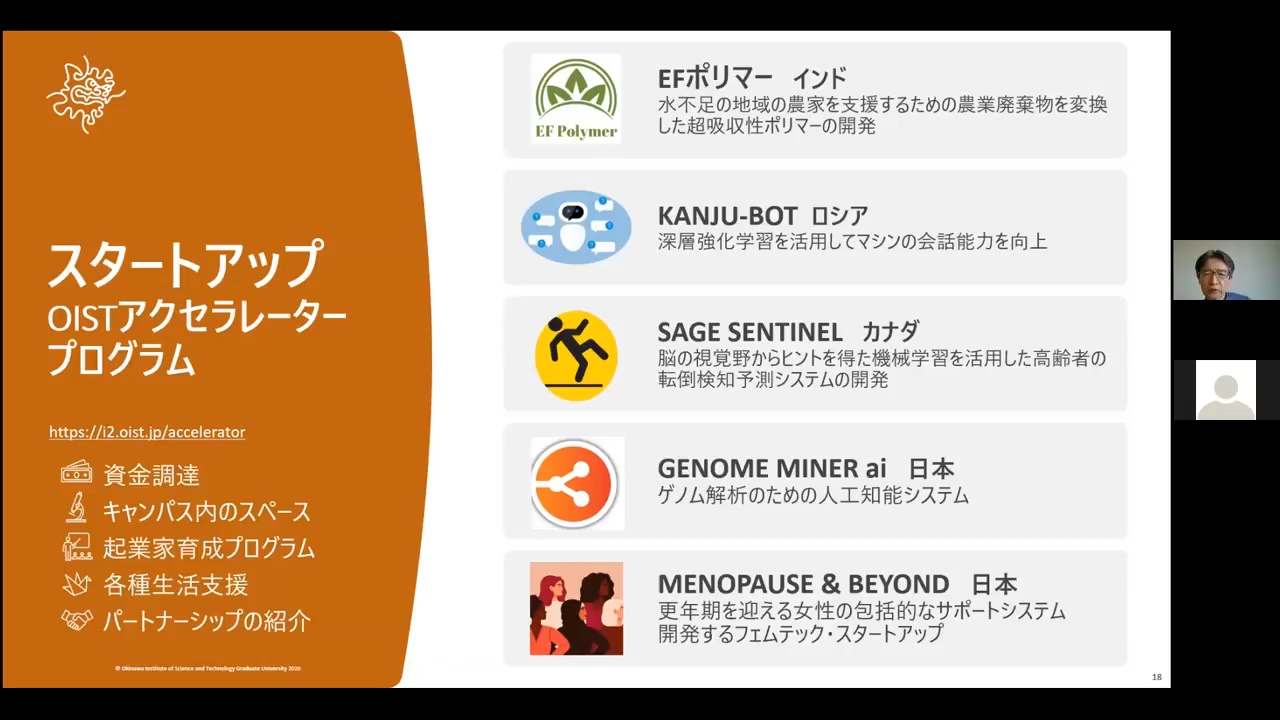 スタートアップ
OISTアクセラレーター
プログラム
https://i2.oist.jp/accelerator
資金調達
キャンパス内のスペース
起業家育成プログラム
各種生活支援
パートナーシップの紹介
© Okinawa Institute of Science and Technology Graduate University 2020
EF Polymer
EFポリマー インド
水不足の地域の農家を支援するための農業廃棄物を変換
した超吸収性ポリマーの開発
KANJU-BOT ロシア
深層強化学習を活用してマシンの会話能力を向上
SAGE SENTINEL カナダ
脳の視覚野からヒントを得た機械学習を活用した高齢者の
転倒検知予測システムの開発
GENOME MINER ai 日本
ゲノム解析のための人工知能システム
MENOPAUSE & BEYOND 日本
更年期を迎える女性の包括的なサポートシステム
開発するフェムテック・スタートアップ
18